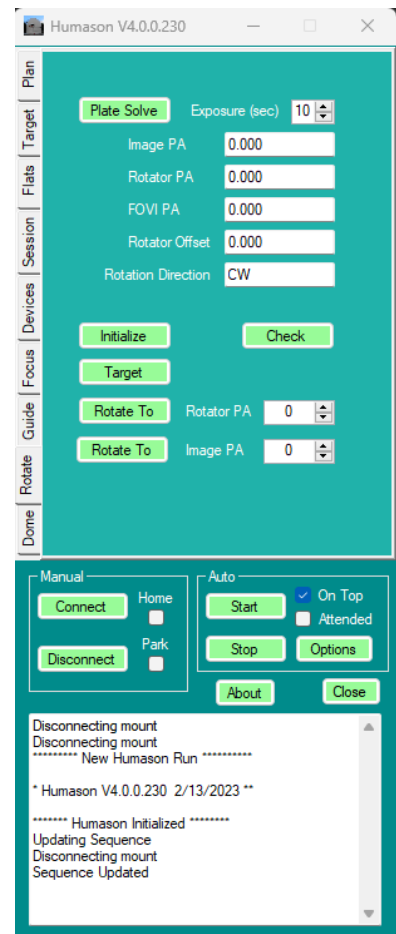 Humason V4.0.0.230
Plan
Target
Flats
Session
Devices
Focus
Guide
Rotate
Dome
Plate Solve Exposure (sec) 10
Image PA 0.000
Rotator PA 0.000
FOVI PA 0.000
Rotator Offset 0.000
Rotation Direction CW
Initialize Check
Target
Rotate To Rotator PA 0
Rotate To Image PA 0
Manual
Connect Home
Disconnect Park
Auto
Start On Top
Attended
Stop Options
About Close
Disconnecting mount
Disconnecting mount
********* New Humason Run **********
* Humason V4.0.0.230  2/13/2023 **
******* Humason Initialized ********
Updating Sequence
Disconnecting mount
Sequence Updated